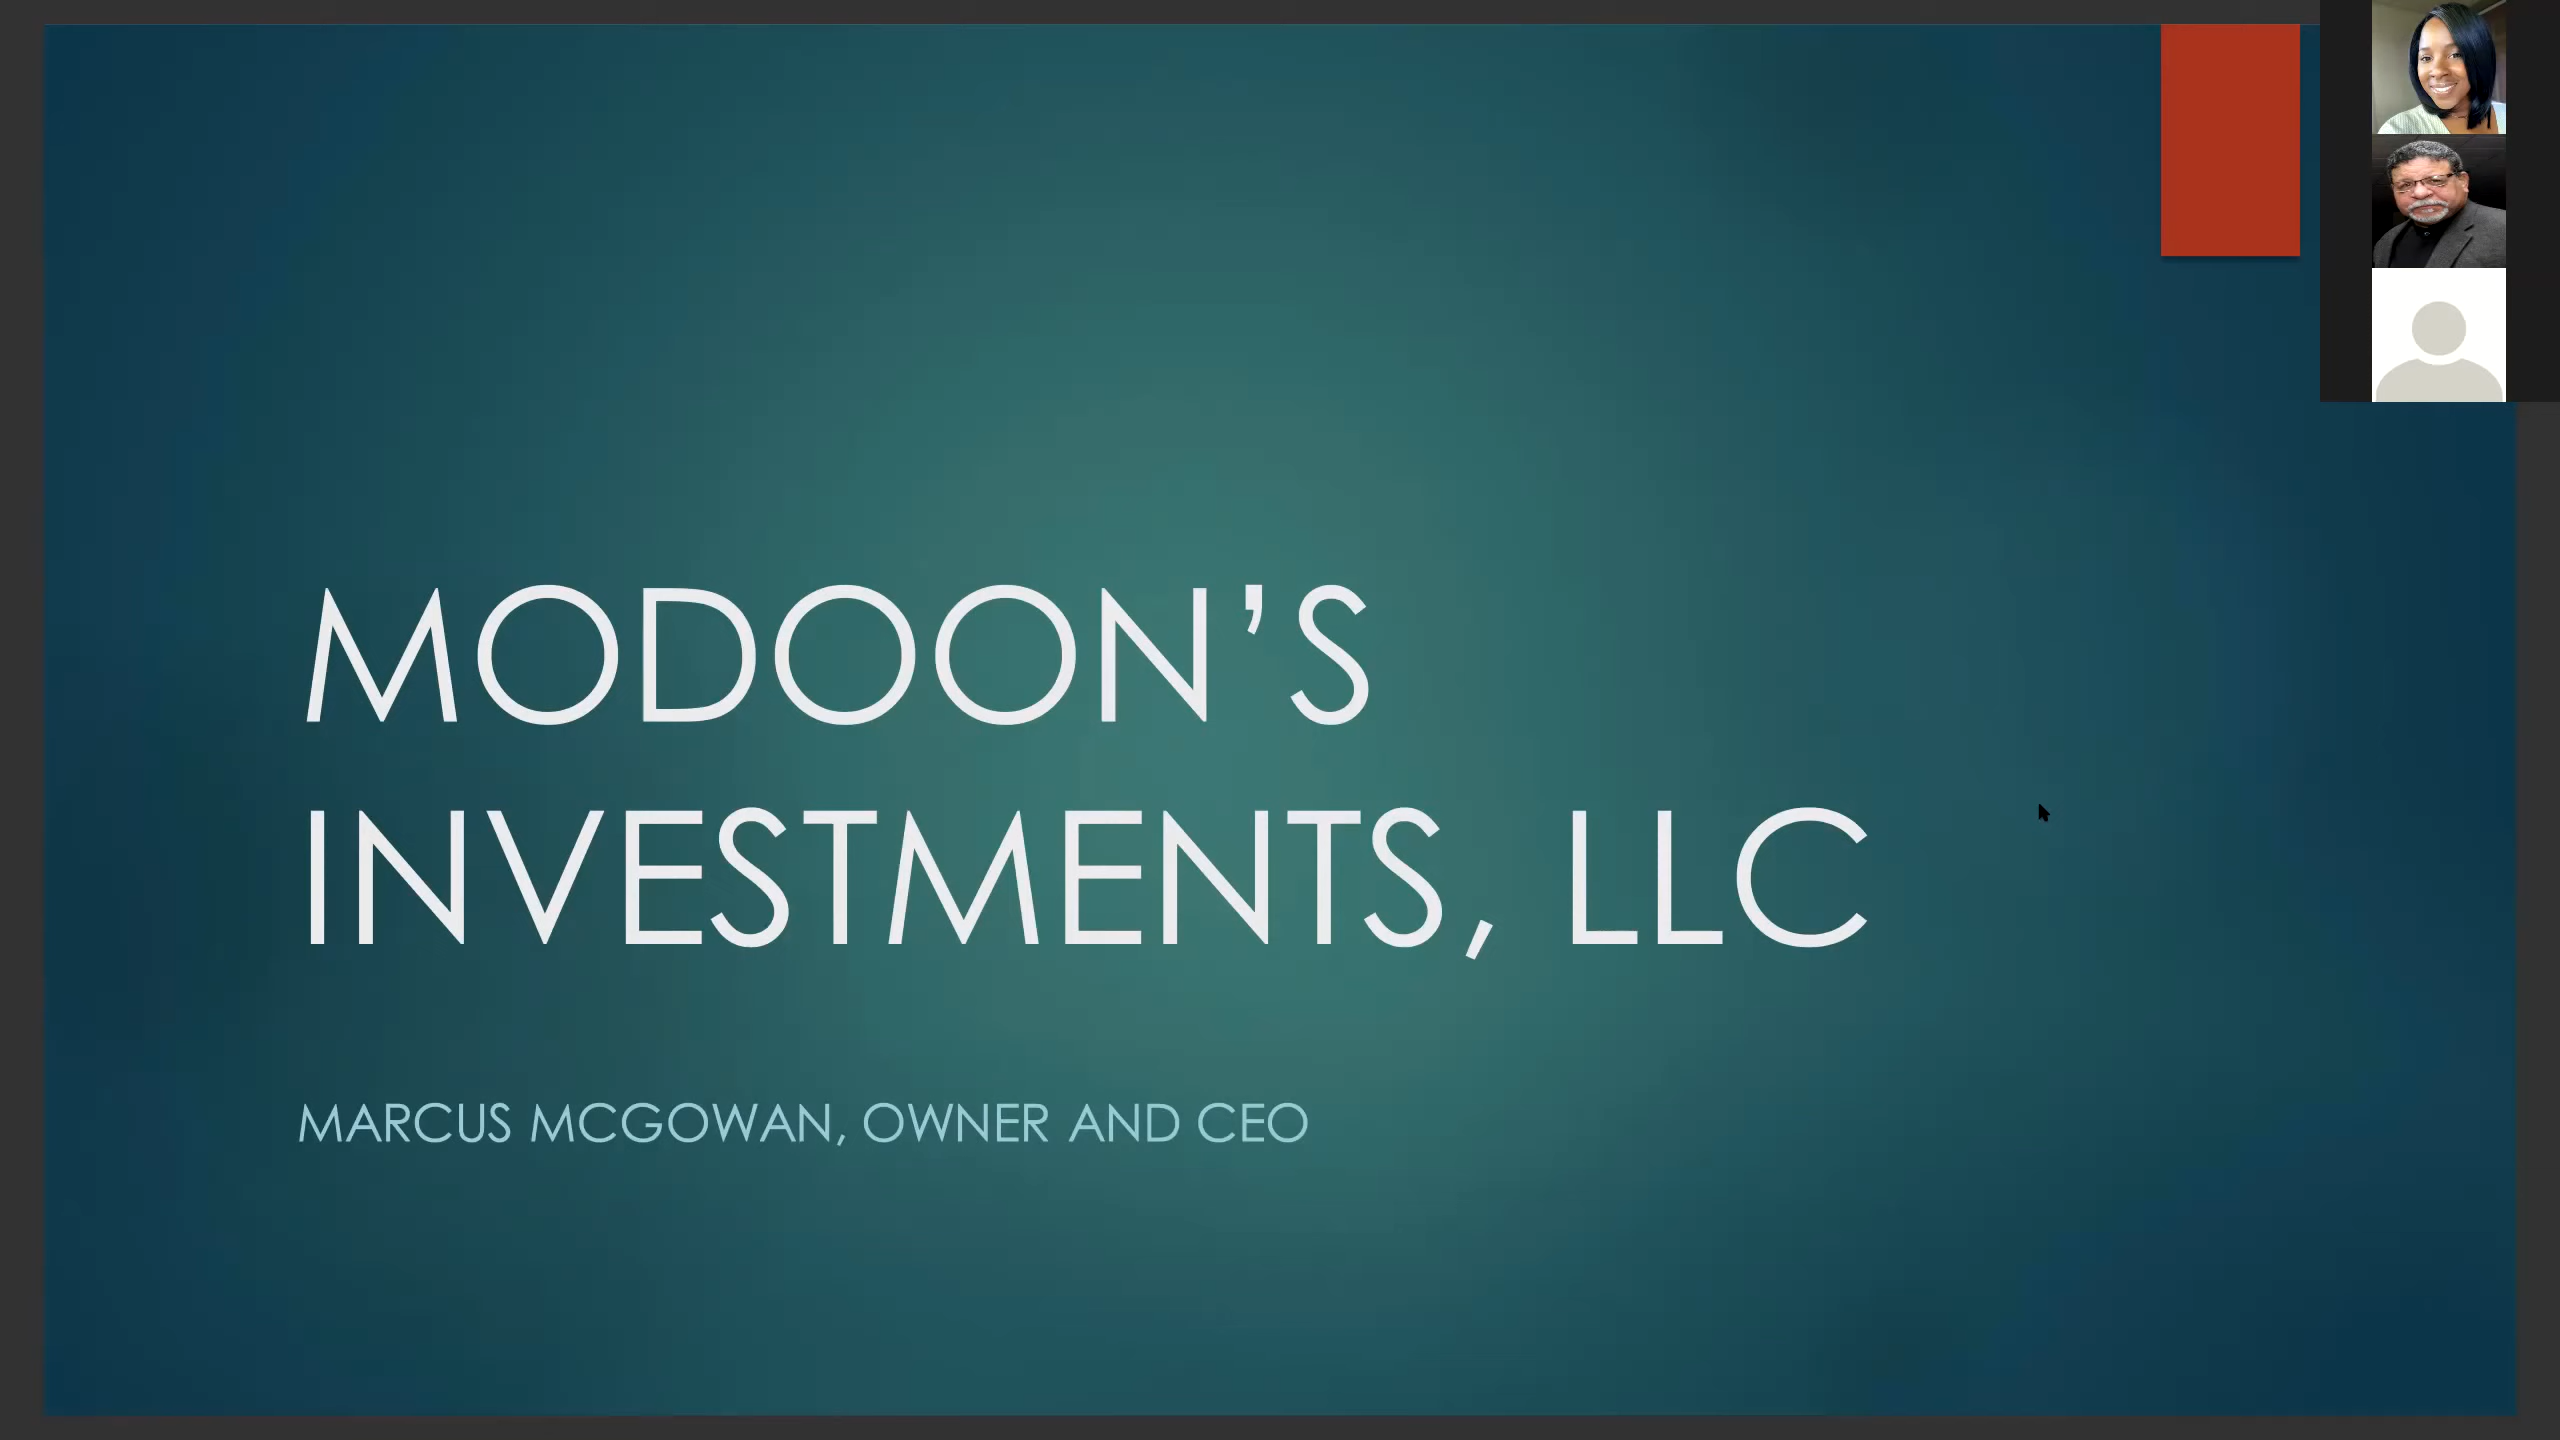 MODOON’S
INVESTMENTS, LLC
MARCUS MCGOWAN, OWNER AND CEO